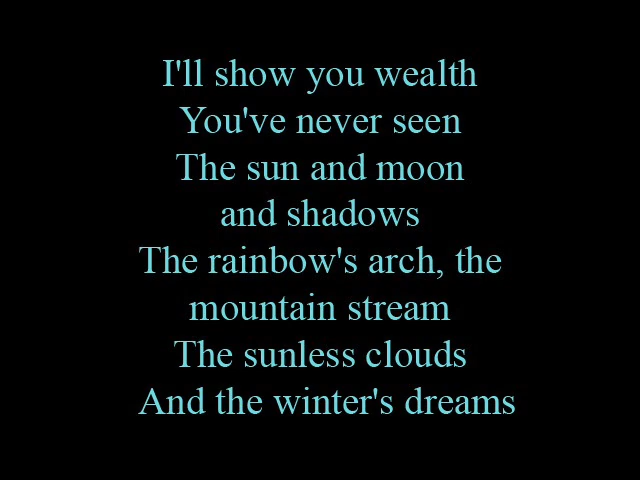 I'll show you wealth
You've never seen
The sun and moon
and shadows
The rainbow's arch, the
mountain stream
The sunless clouds
And the winter's dreams